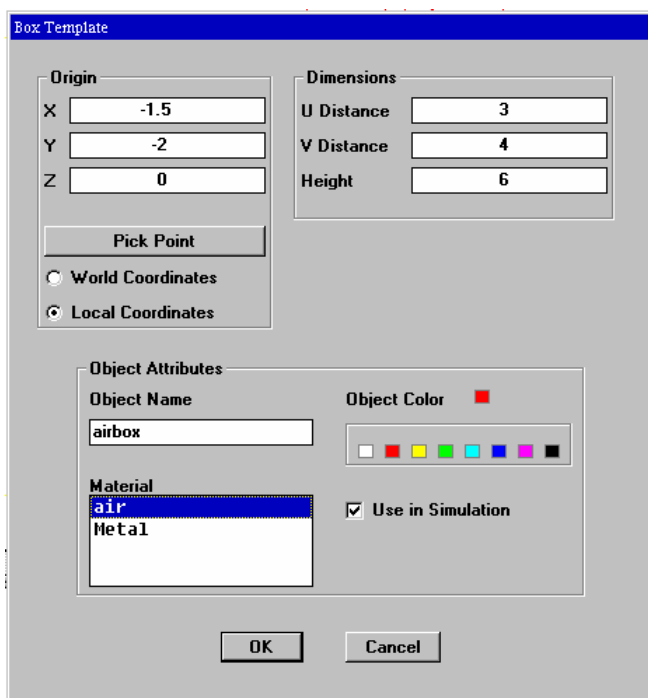 Box Template
Origin
X -1.5
Y -2
Z 0
Pick Point
World Coordinates
Local Coordinates
Dimensions
U Distance 3
V Distance 4
Height 6
Object Attributes
Object Name
airbox
Material
air
Metal
Object Color
Use in Simulation
OK Cancel